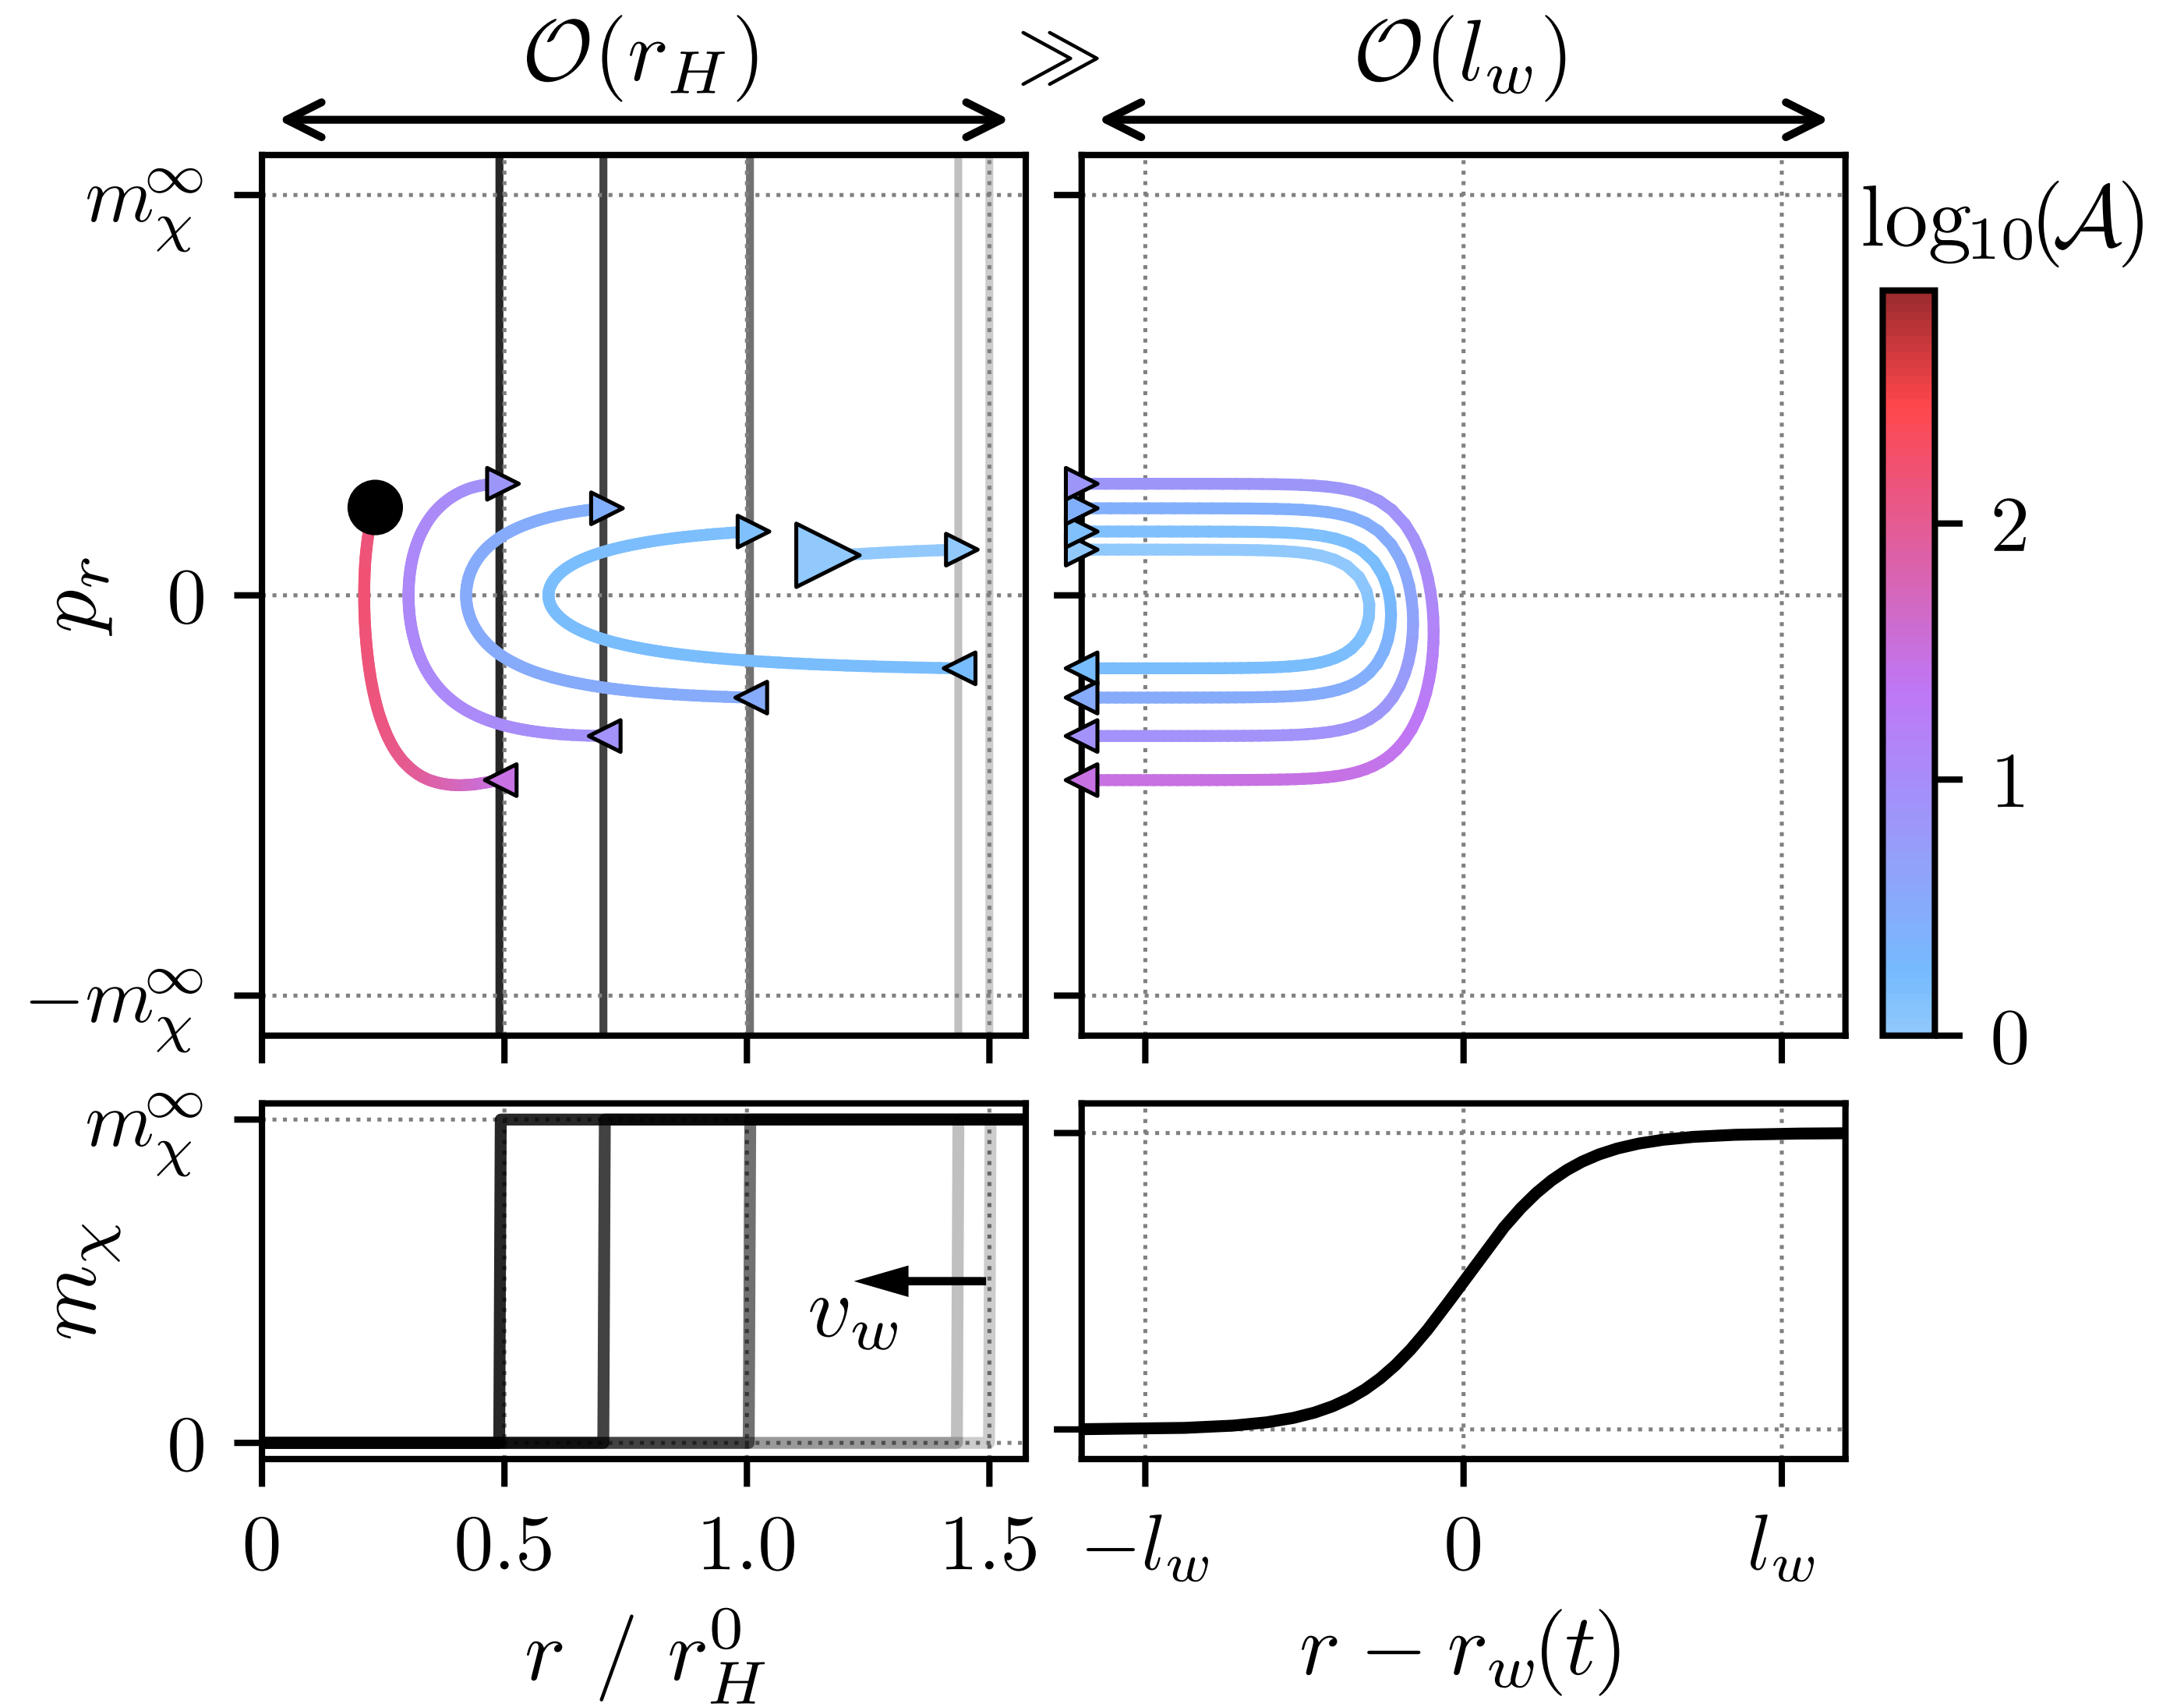 𝒪(r_H) ≫ 𝒪(l_w)
m_χ^∞
log₁₀(𝒜)
p_r
0
−m_χ^∞
2
1
0
m_χ^∞
m_χ
0
v_w
0 0.5 1.0 1.5
−l_w 0 l_w
r / r_H^0
r − r_w(t)